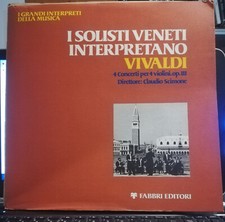 I GRANDI INTERPRETI
DELLA MUSICA
I SOLISTI VENETI
INTERPRETANO
VIVALDI
4 Concerti per 4 violini op. III
Direttore: Claudio Scimone
FABBRI EDITORI